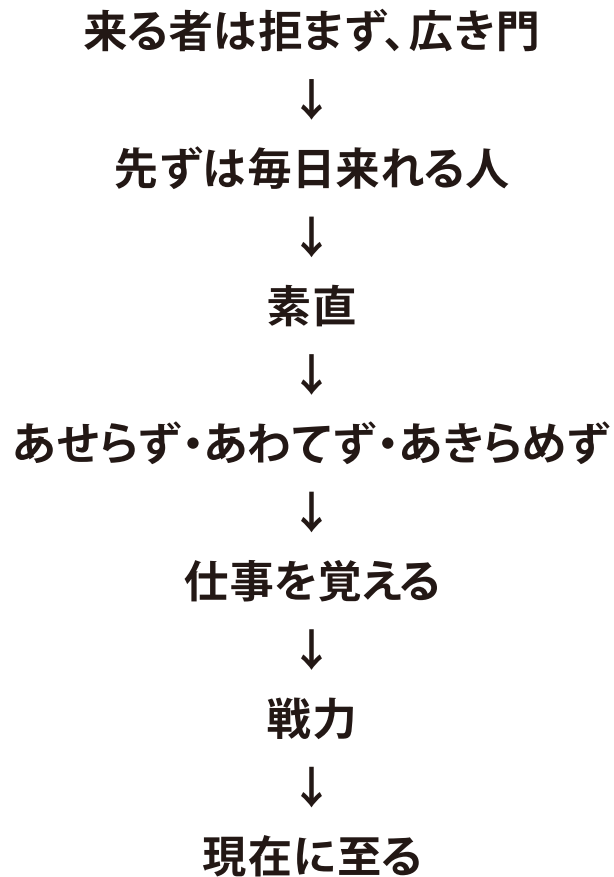 来る者は拒まず、広き門
↓
先ずは毎日来れる人
↓
素直
↓
あせらず・あわてず・あきらめず
↓
仕事を覚える
↓
戦力
↓
現在に至る